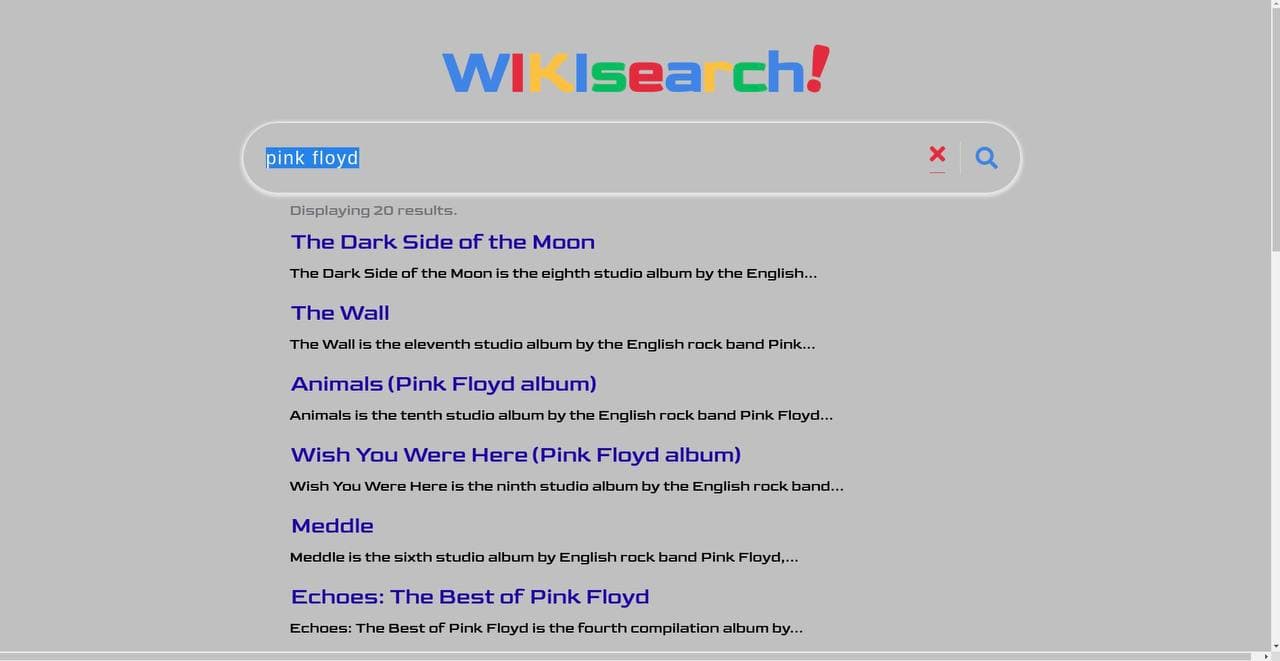 WIKIsearch!
pink floyd
Displaying 20 results.
The Dark Side of the Moon
The Dark Side of the Moon is the eighth studio album by the English...
The Wall
The Wall is the eleventh studio album by the English rock band Pink...
Animals (Pink Floyd album)
Animals is the tenth studio album by the English rock band Pink Floyd...
Wish You Were Here (Pink Floyd album)
Wish You Were Here is the ninth studio album by the English rock band...
Meddle
Meddle is the sixth studio album by English rock band Pink Floyd,...
Echoes: The Best of Pink Floyd
Echoes: The Best of Pink Floyd is the fourth compilation album by...